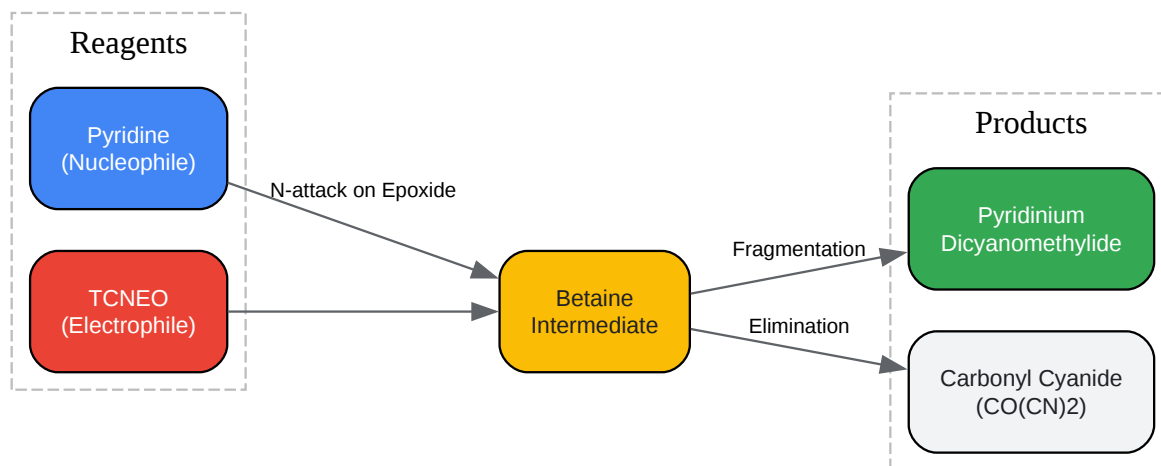 Reagents
Pyridine
(Nucleophile)
TCNEO
(Electrophile)
N-attack on Epoxide
Betaine
Intermediate
Fragmentation
Elimination
Products
Pyridinium
Dicyanomethylide
Carbonyl Cyanide
(CO(CN)2)